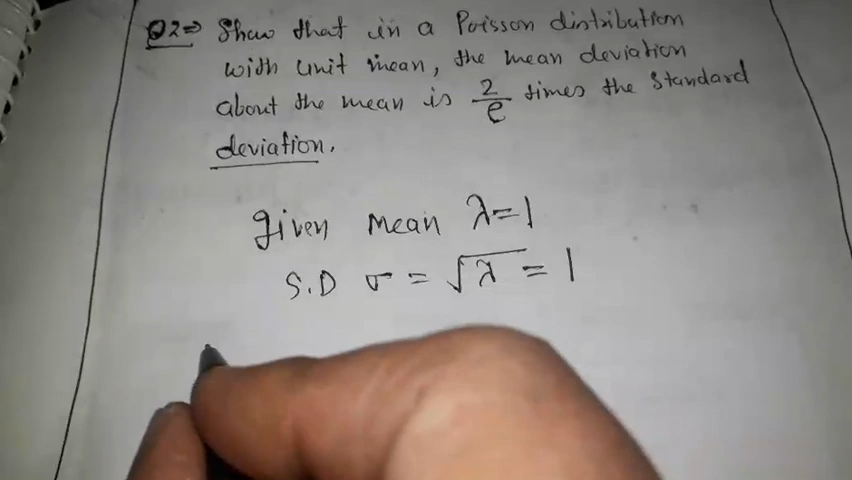 Q2⇒ Show that in a Poisson distribution
with unit mean, the mean deviation
about the mean is 2/e times the standard
deviation.
given mean λ=1
S.D σ = √λ = 1